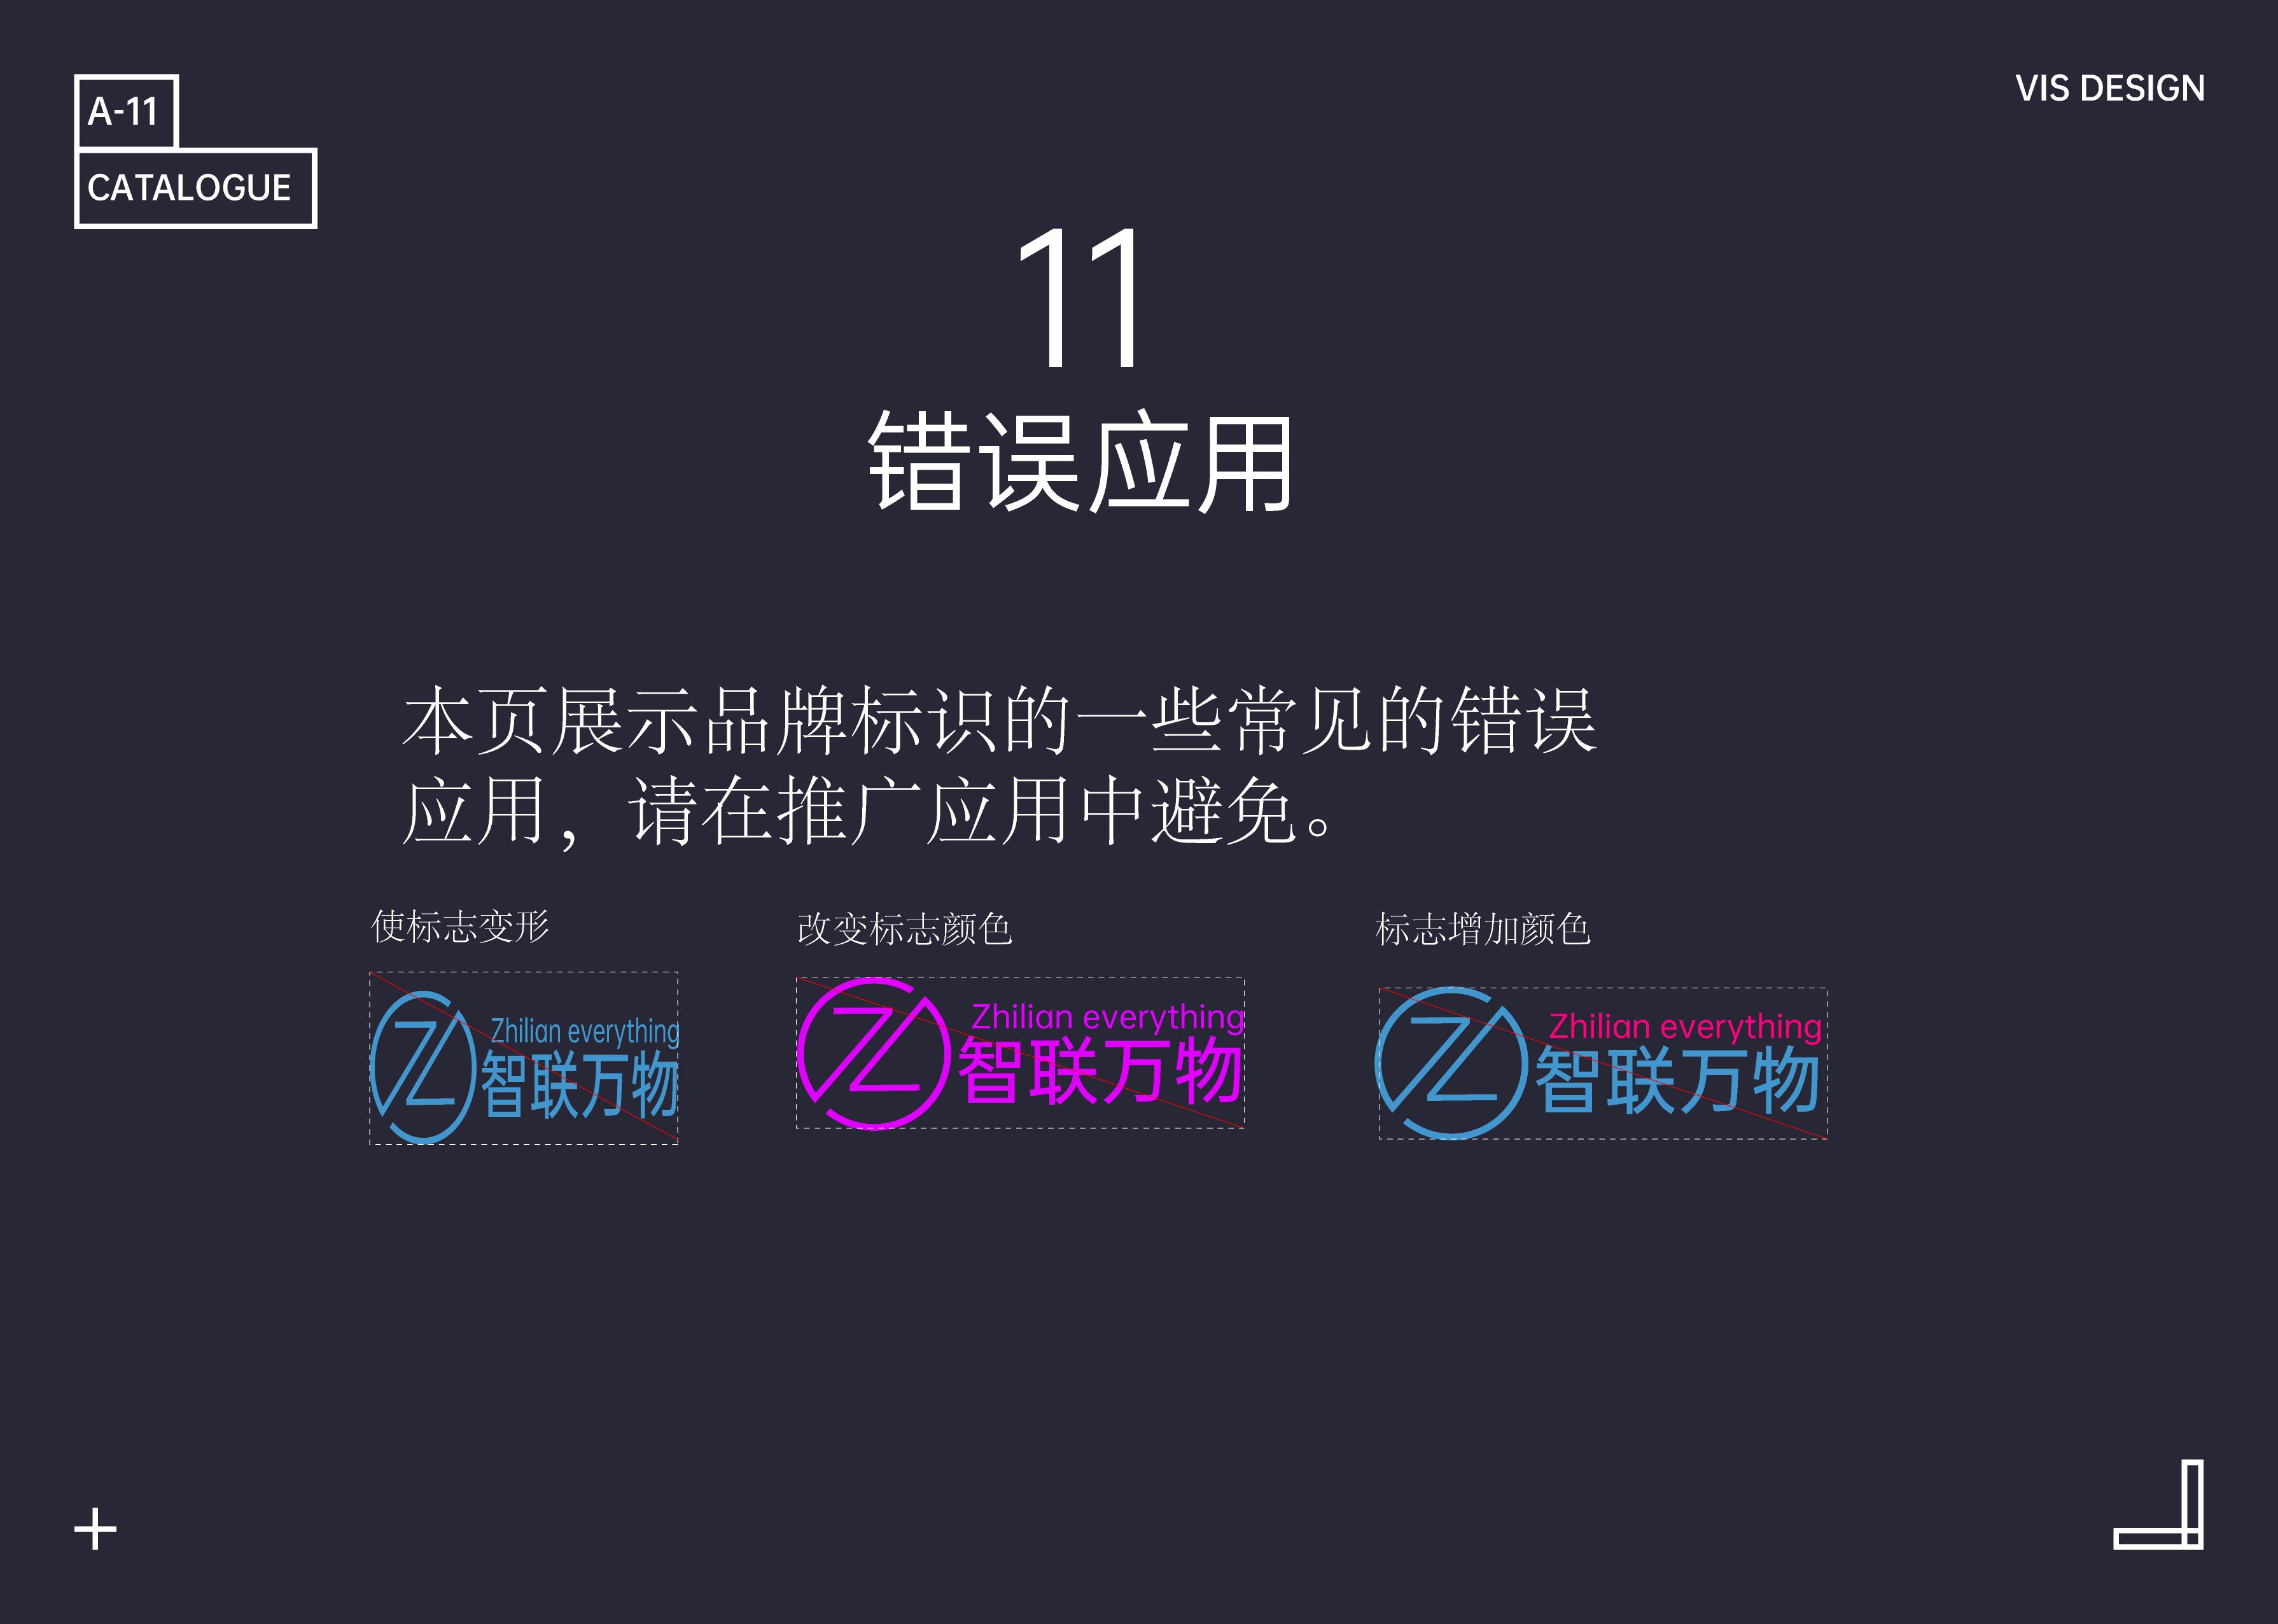 A-11
CATALOGUE
VIS DESIGN
11
错误应用
本页展示品牌标识的一些常见的错误
应用，请在推广应用中避免。
使标志变形
Zhilian everything
智联万物
改变标志颜色
Zhilian everything
智联万物
标志增加颜色
Zhilian everything
智联万物